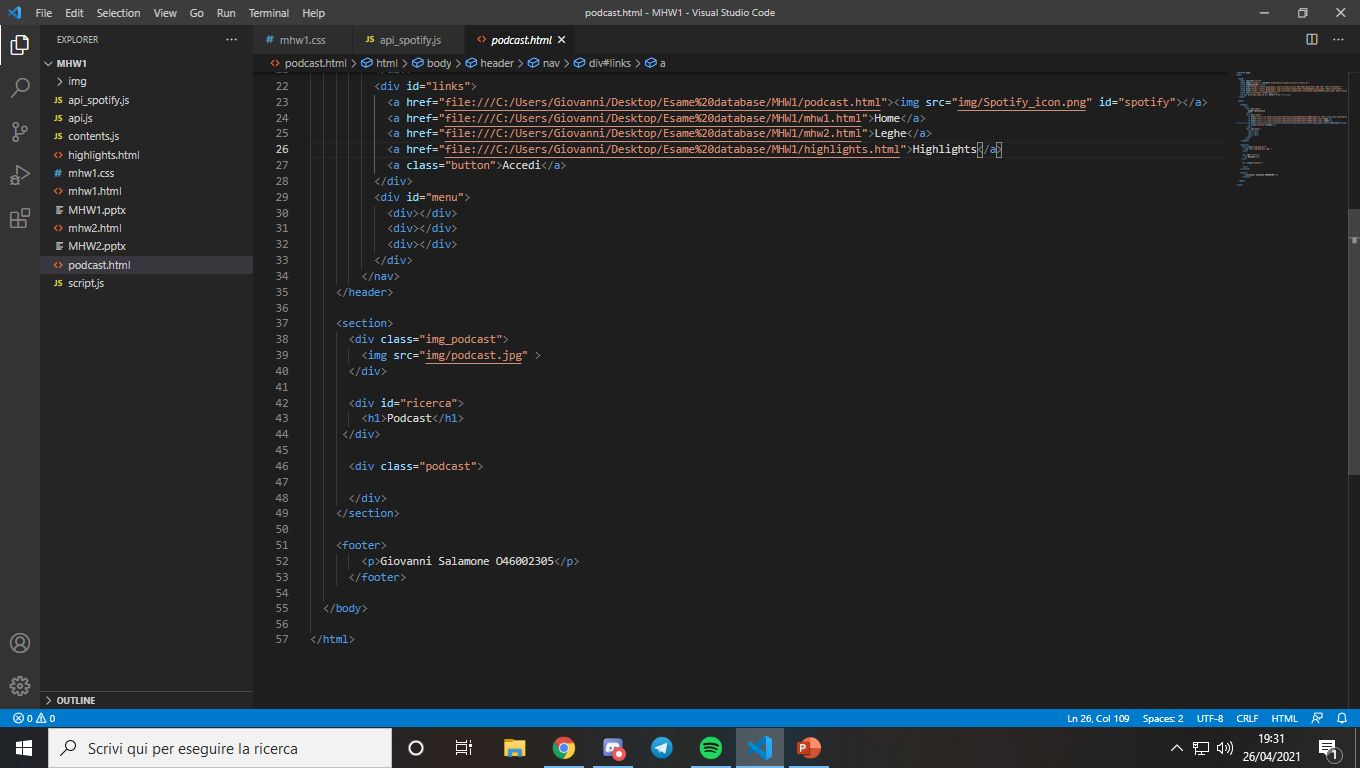 File Edit Selection View Go Run Terminal Help podcast.html - MHW1 - Visual Studio Code
EXPLORER ···
mhw1.css api_spotify.js podcast.html
MHW1
podcast.html > html > body > header > nav > div#links > a
img
api_spotify.js
api.js
contents.js
highlights.html
mhw1.css
mhw1.html
MHW1.pptx
mhw2.html
MHW2.pptx
podcast.html
script.js
22 <div id="links">
23 <a href="file:///C:/Users/Giovanni/Desktop/Esame%20database/MHW1/podcast.html"><img src="img/Spotify_icon.png" id="spotify"></a>
24 <a href="file:///C:/Users/Giovanni/Desktop/Esame%20database/MHW1/mhw1.html">Home</a>
25 <a href="file:///C:/Users/Giovanni/Desktop/Esame%20database/MHW1/mhw2.html">Leghe</a>
26 <a href="file:///C:/Users/Giovanni/Desktop/Esame%20database/MHW1/highlights.html">Highlights</a>
27 <a class="button">Accedi</a>
28 </div>
29 <div id="menu">
30 <div></div>
31 <div></div>
32 <div></div>
33 </div>
34 </nav>
35 </header>
36
37 <section>
38 <div class="img_podcast">
39 <img src="img/podcast.jpg" >
40 </div>
41
42 <div id="ricerca">
43 <h1>Podcast</h1>
44 </div>
45
46 <div class="podcast">
47
48 </div>
49 </section>
50
51 <footer>
52 <p>Giovanni Salamone O46002305</p>
53 </footer>
54
55 </body>
56
57 </html>
OUTLINE
0 0 Ln 26, Col 109 Spaces: 2 UTF-8 CRLF HTML
Scrivi qui per eseguire la ricerca
19:31
26/04/2021
1